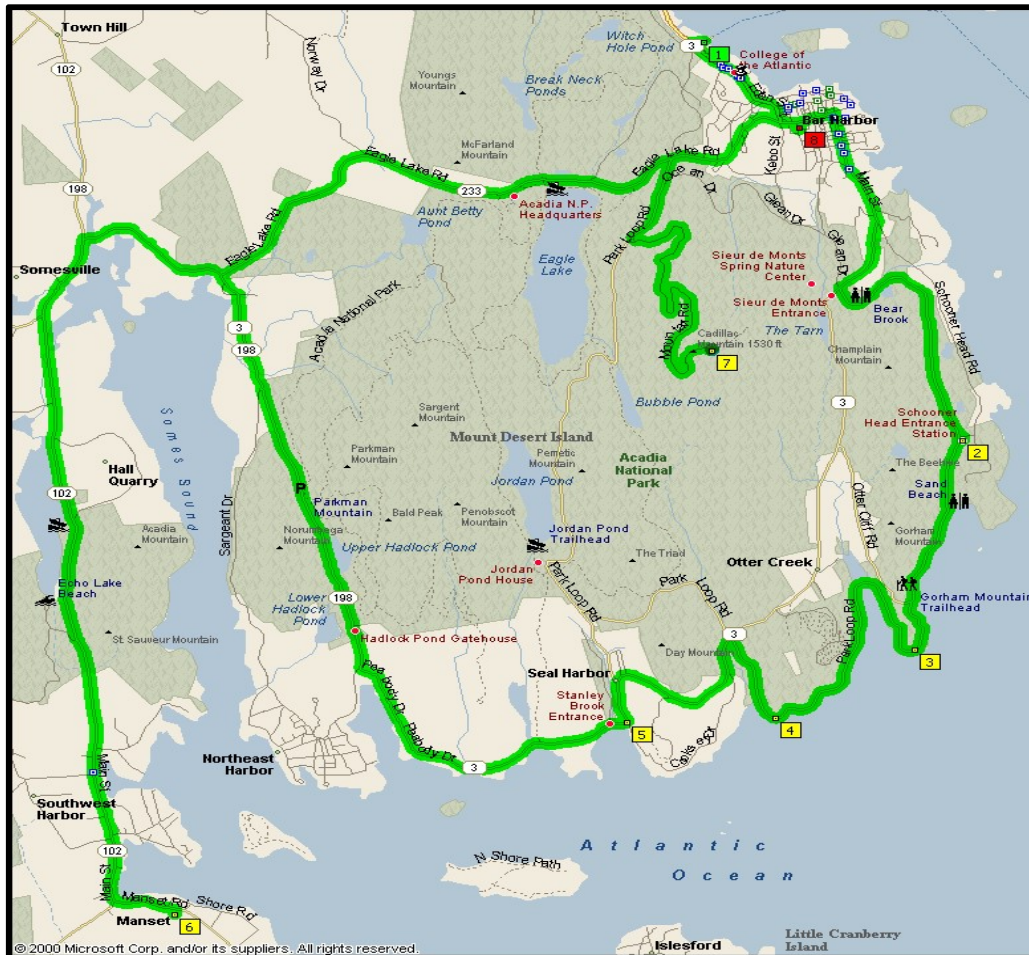 Town Hill
102
Norway Dr
Youngs
Mountain
Witch
Hole Pond
3
1
College of
the Atlantic
Eden St
Break Neck
Ponds
Bar Harbor
8
Kebo St
McFarland
Mountain
Eagle Lake Rd
233
Eagle Lake Rd
Ocean Dr
Main St
198
Aunt Betty
Pond
Acadia N.P.
Headquarters
Gilean Dr
Glean Dr
Eagle Lake Rd
Park Loop Rd
Somesville
Eagle
Lake
Sieur de Monts
Spring Nature
Center
Sieur de Monts
Entrance
Bear
Brook
Schooner Head Rd
Acadia National Park
3
198
The Tarn
Cadillac
Mountain 1530 ft
7
Champlain
Mountain
Bubble Pond
3
Sargent
Mountain
Mount Desert Island
Schooner
Head Entrance
Station
2
Somes Sound
Hall
Quarry
Parkman
Mountain
Pemetic
Mountain
Acadia
National
Park
The Beehive
102
P
Jordan Pond
Sand
Beach
Sargeant Dr
Parkman
Mountain
Bald Peak
Penobscot
Mountain
Otter Cliff Rd
Acadia
Mountain
Norumbega
Mountain
Upper Hadlock Pond
Jordan Pond
Trailhead
Gorham
Mountain
The Triad
Otter Creek
Echo Lake
Beach
Jordan
Pond House
Park Loop Rd
Park
Loop Rd
Gorham Mountain
Trailhead
Lower
Hadlock
Pond
198
Hadlock Pond Gatehouse
Park Loop Rd
St. Sauveur Mountain
3
Day Mountain
3
Peabody Dr
Peabody Dr
Seal Harbor
Stanley
Brook
Entrance
5
4
Northeast
Harbor
3
Main St
Southwest
Harbor
102
Main St
Atlantic
Ocean
N Shore Path
Manset Rd
Shore Rd
Manset
6
Islesford
Little Cranberry
Island
© 2000 Microsoft Corp. and/or its suppliers. All rights reserved.